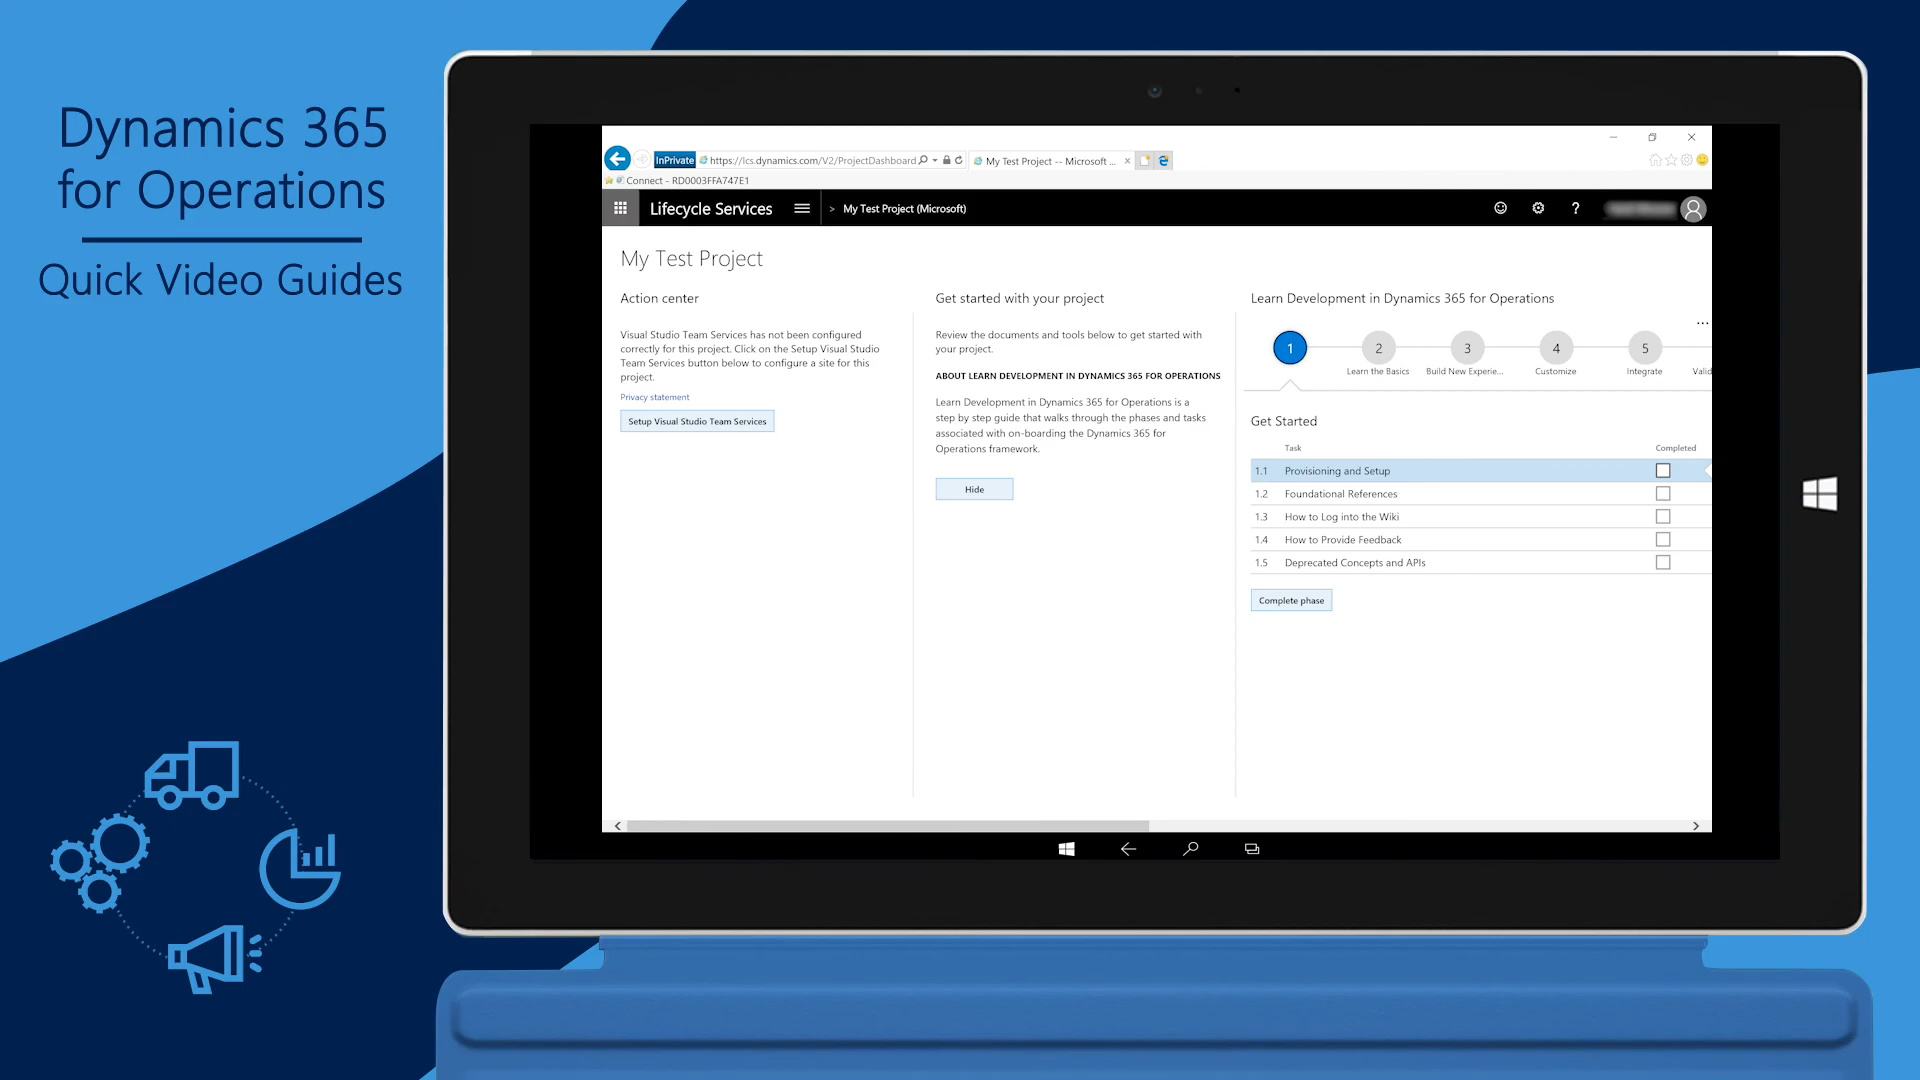 Dynamics 365
for Operations
Quick Video Guides
InPrivate
https://lcs.dynamics.com/V2/ProjectDashboard
My Test Project -- Microsoft ...
Connect - RD0003FFA747E1
Lifecycle Services
> My Test Project (Microsoft)
?
My Test Project
Action center
Visual Studio Team Services has not been configured
correctly for this project. Click on the Setup Visual Studio
Team Services button below to configure a site for this
project.
Privacy statement
Setup Visual Studio Team Services
Get started with your project
Review the documents and tools below to get started with
your project.
ABOUT LEARN DEVELOPMENT IN DYNAMICS 365 FOR OPERATIONS
Learn Development in Dynamics 365 for Operations is a
step by step guide that walks through the phases and tasks
associated with on-boarding the Dynamics 365 for
Operations framework.
Hide
Learn Development in Dynamics 365 for Operations
...
1 2 3 4 5
Learn the Basics Build New Experie... Customize Integrate Valid
Get Started
Task Completed
1.1 Provisioning and Setup
1.2 Foundational References
1.3 How to Log into the Wiki
1.4 How to Provide Feedback
1.5 Deprecated Concepts and APIs
Complete phase